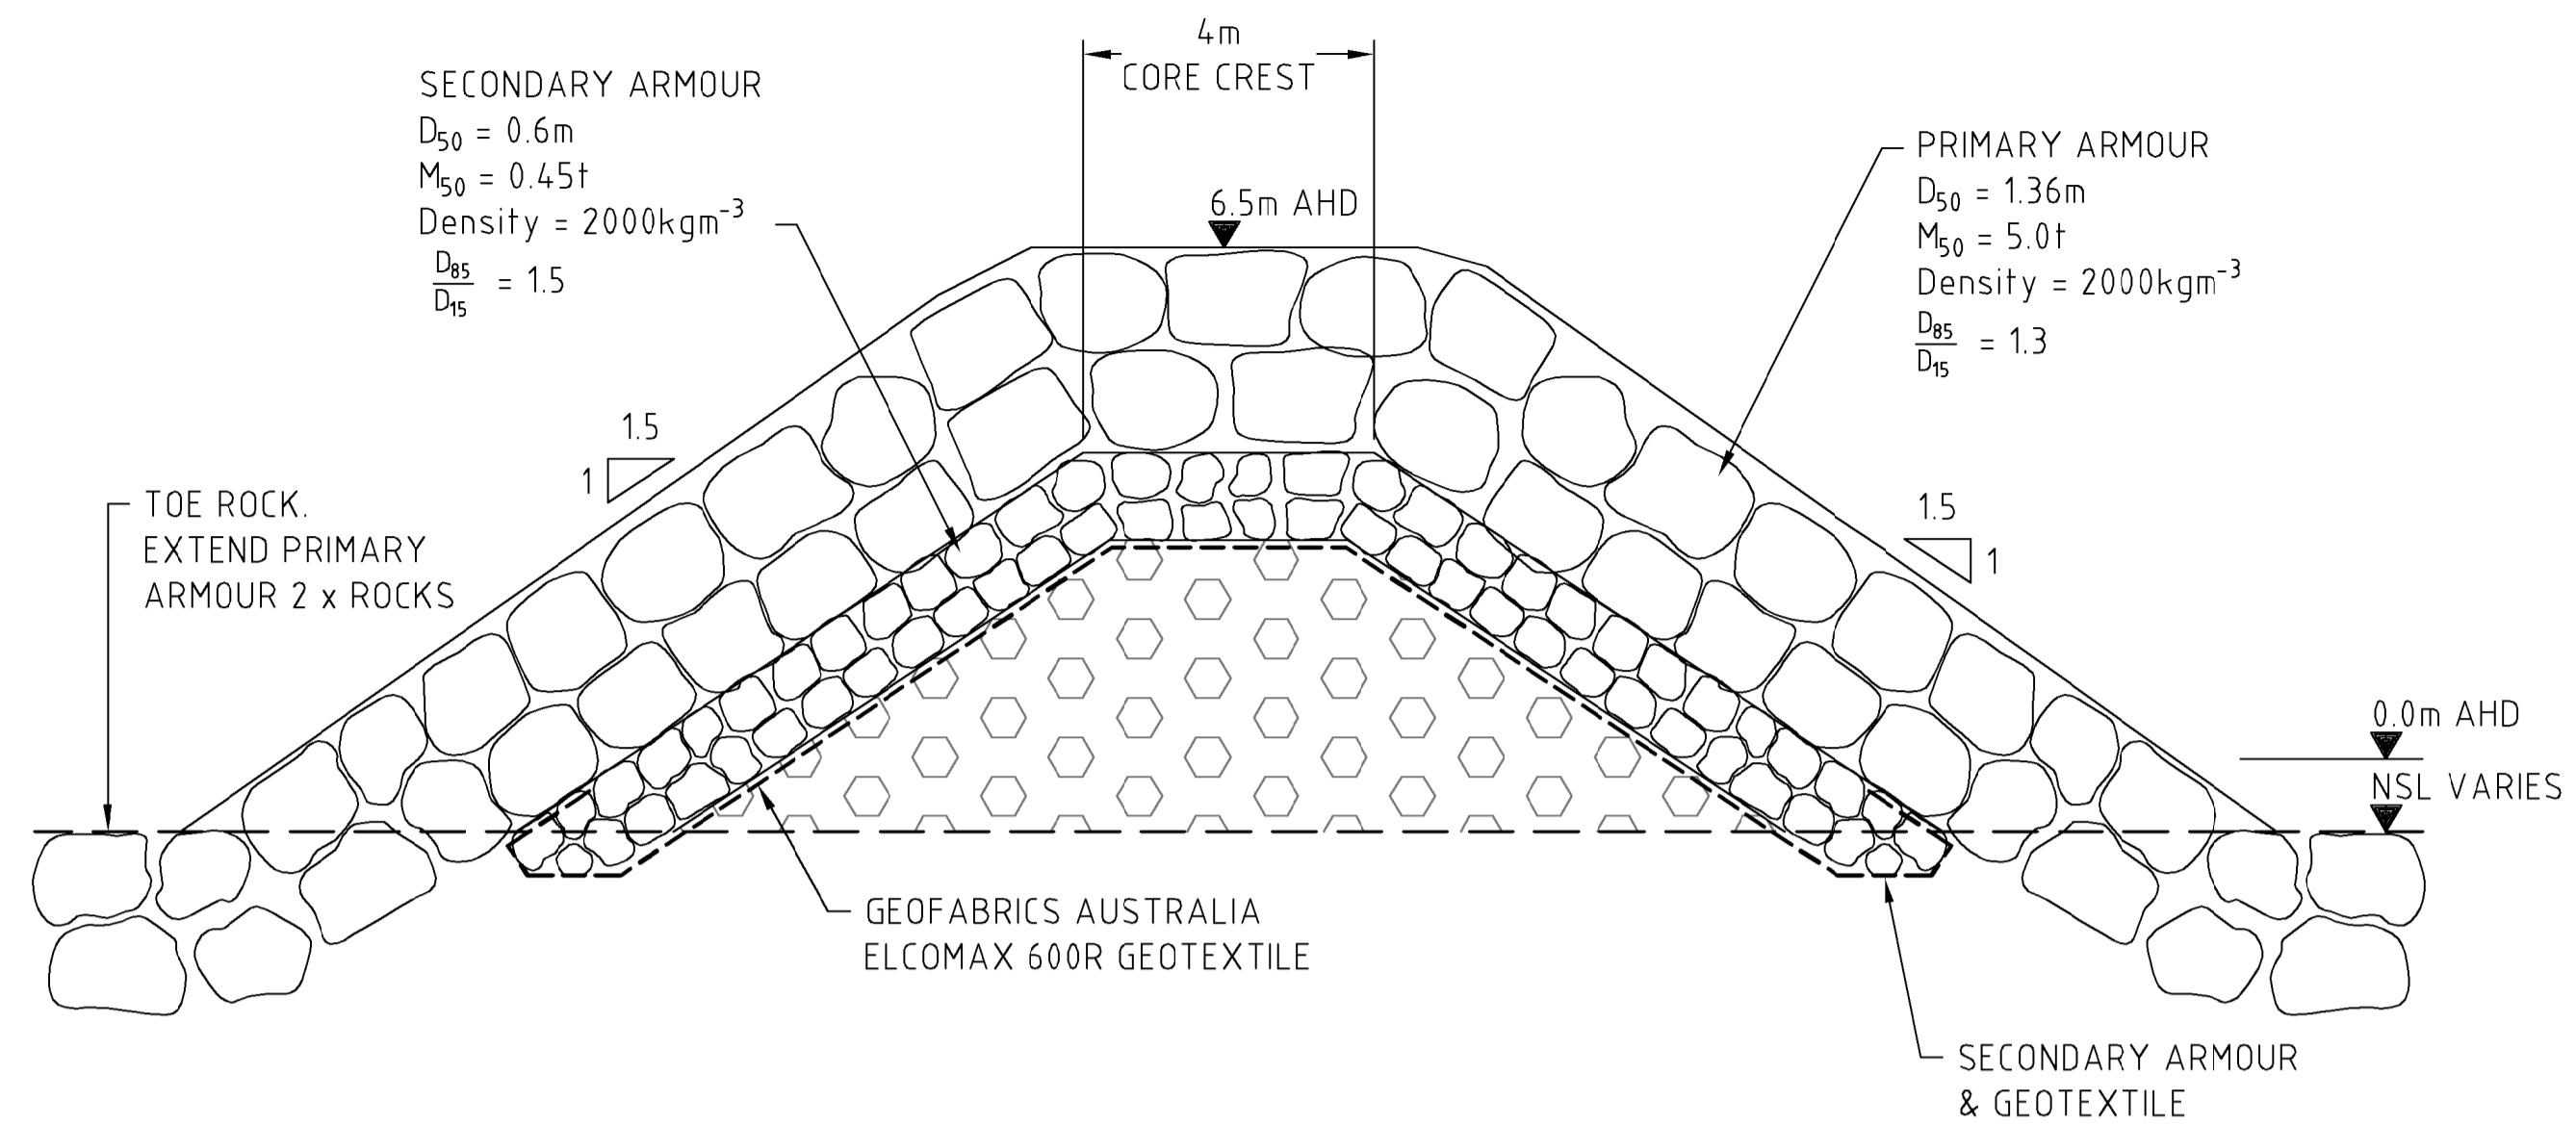 4m
CORE CREST
SECONDARY ARMOUR
D₅₀ = 0.6m
M₅₀ = 0.45t
Density = 2000kgm⁻³
D₈₅
D₁₅
= 1.5
6.5m AHD
PRIMARY ARMOUR
D₅₀ = 1.36m
M₅₀ = 5.0t
Density = 2000kgm⁻³
D₈₅
D₁₅
= 1.3
1.5
1
TOE ROCK.
EXTEND PRIMARY
ARMOUR 2 x ROCKS
1.5
1
0.0m AHD
NSL VARIES
GEOFABRICS AUSTRALIA
ELCOMAX 600R GEOTEXTILE
SECONDARY ARMOUR
& GEOTEXTILE